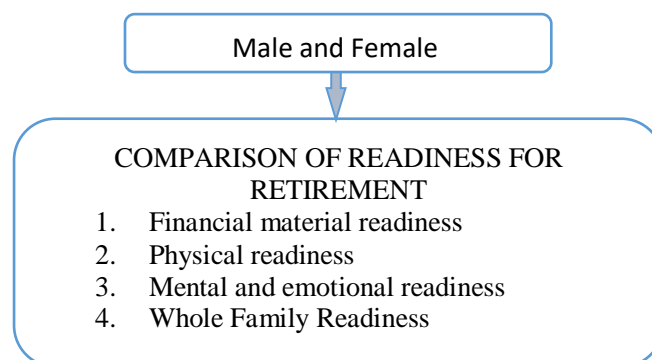 Male and Female
COMPARISON OF READINESS FOR
RETIREMENT
1. Financial material readiness
2. Physical readiness
3. Mental and emotional readiness
4. Whole Family Readiness